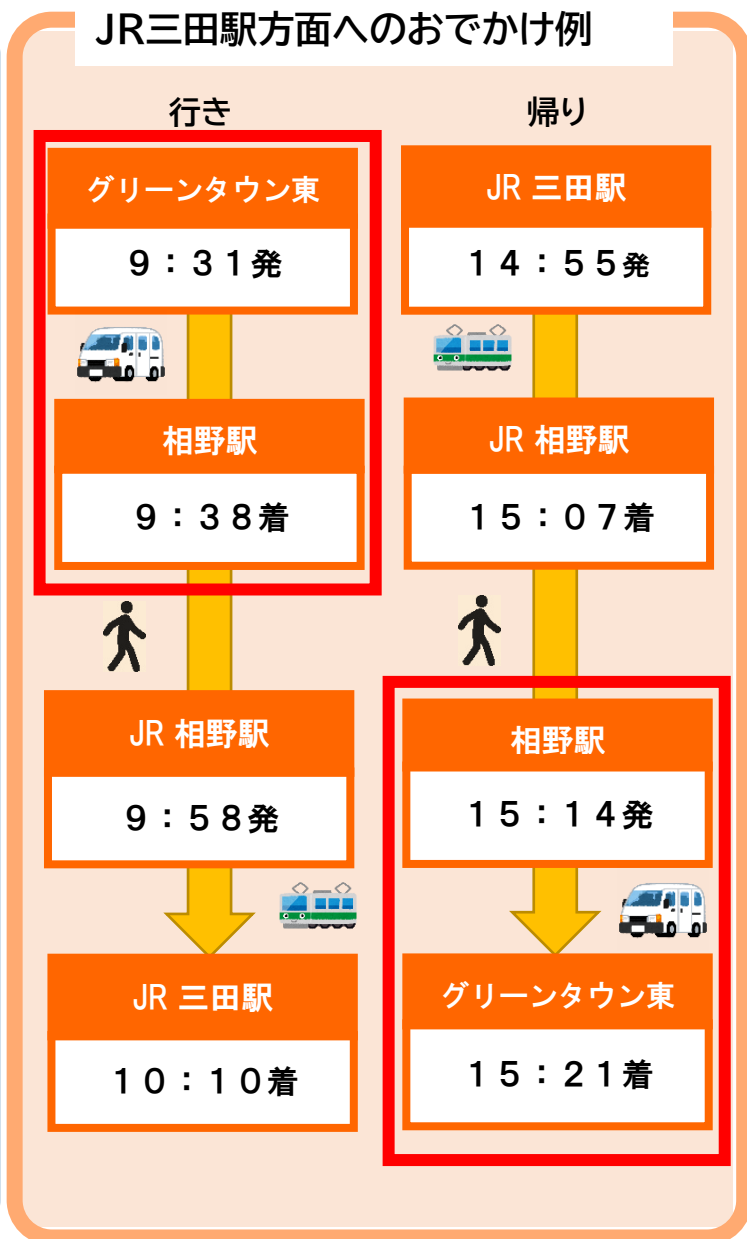 JR三田駅方面へのおでかけ例
行き
グリーンタウン東
9：31発
相野駅
9：38着
JR 相野駅
9：58発
JR 三田駅
10：10着
帰り
JR 三田駅
14：55発
JR 相野駅
15：07着
相野駅
15：14発
グリーンタウン東
15：21着